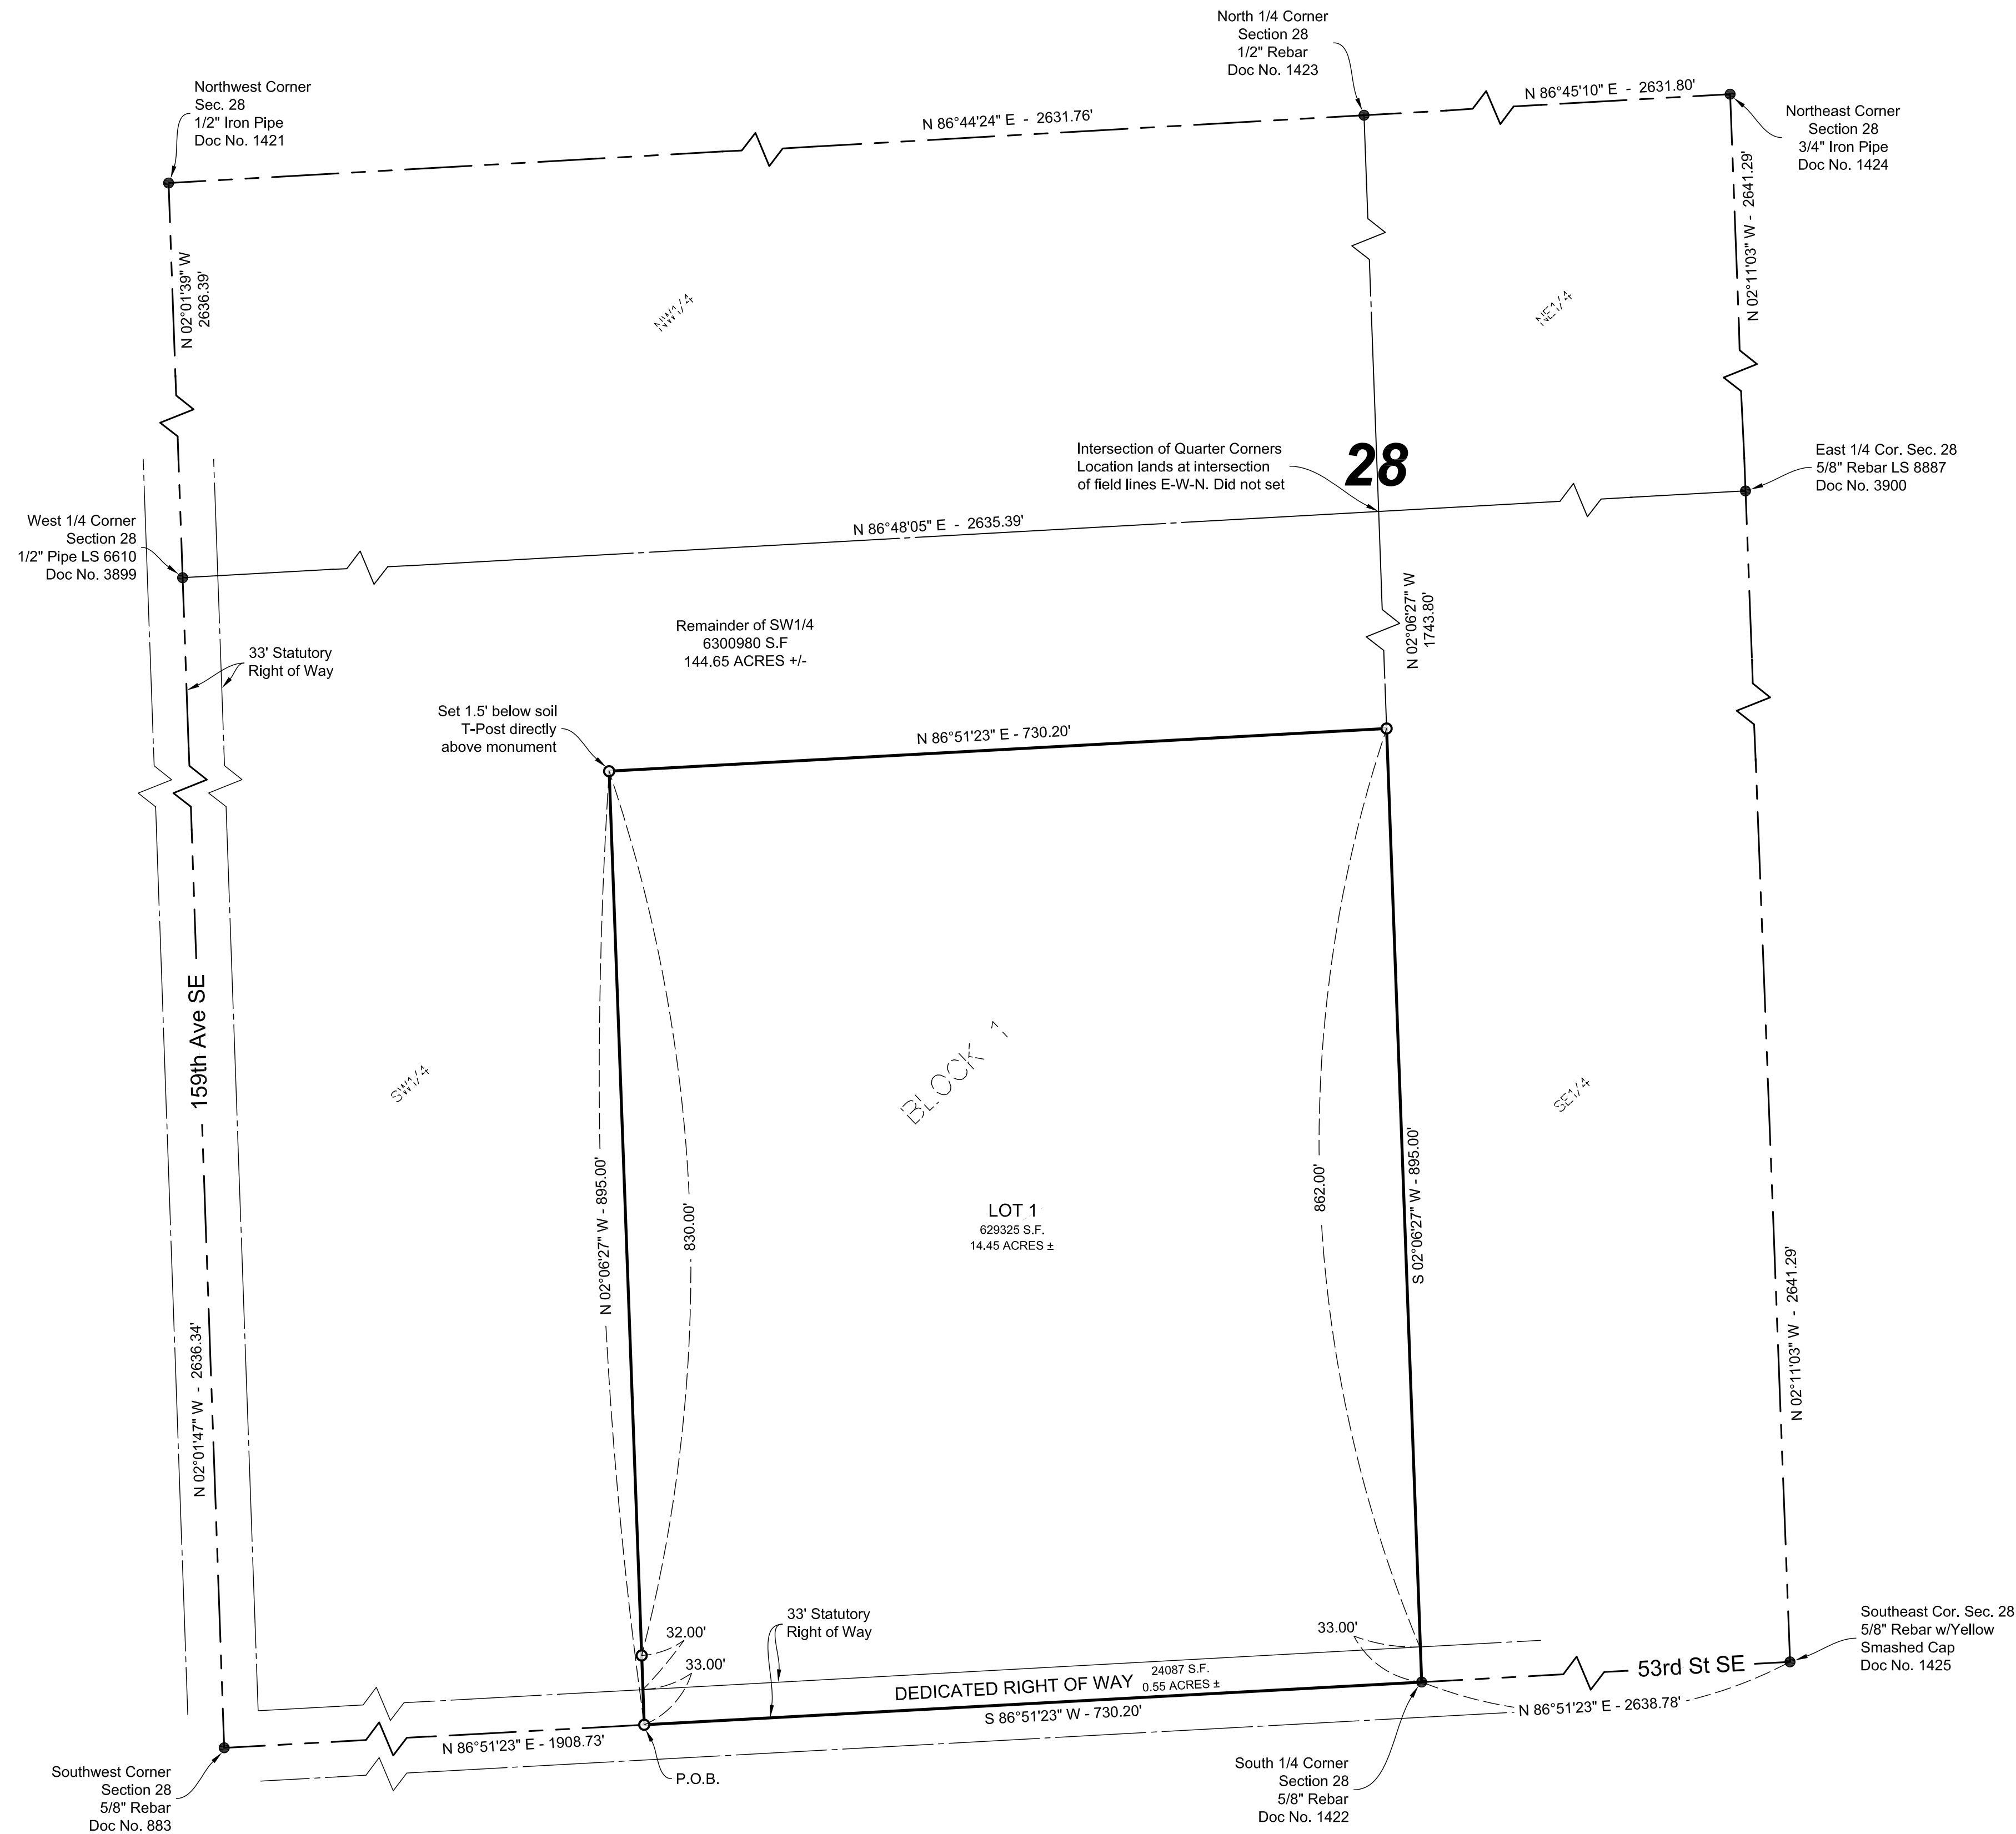 North 1/4 Corner
Section 28
1/2" Rebar
Doc No. 1423
Northwest Corner
Sec. 28
1/2" Iron Pipe
Doc No. 1421
N 86°44'24" E - 2631.76'
N 86°45'10" E - 2631.80'
Northeast Corner
Section 28
3/4" Iron Pipe
Doc No. 1424
N 02°01'39" W
2636.39'
NW1/4
NE1/4
N 02°11'03" W - 2641.29'
Intersection of Quarter Corners
Location lands at intersection
of field lines E-W-N. Did not set
28
East 1/4 Cor. Sec. 28
5/8" Rebar LS 8887
Doc No. 3900
West 1/4 Corner
Section 28
1/2" Pipe LS 6610
Doc No. 3899
N 86°48'05" E - 2635.39'
N 02°06'27" W
1743.80'
33' Statutory
Right of Way
Remainder of SW1/4
6300980 S.F
144.65 ACRES +/-
Set 1.5' below soil
T-Post directly
above monument
N 86°51'23" E - 730.20'
159th Ave SE
SW1/4
BLOCK 1
SE1/4
N 02°06'27" W - 895.00'
830.00'
LOT 1
629325 S.F.
14.45 ACRES ±
862.00'
S 02°06'27" W - 895.00'
N 02°01'47" W - 2636.34'
N 02°11'03" W - 2641.29'
33' Statutory
Right of Way
32.00'
33.00'
33.00'
DEDICATED RIGHT OF WAY
24087 S.F.
0.55 ACRES ±
53rd St SE
Southeast Cor. Sec. 28
5/8" Rebar w/Yellow
Smashed Cap
Doc No. 1425
S 86°51'23" W - 730.20'
N 86°51'23" E - 2638.78'
N 86°51'23" E - 1908.73'
P.O.B.
Southwest Corner
Section 28
5/8" Rebar
Doc No. 883
South 1/4 Corner
Section 28
5/8" Rebar
Doc No. 1422